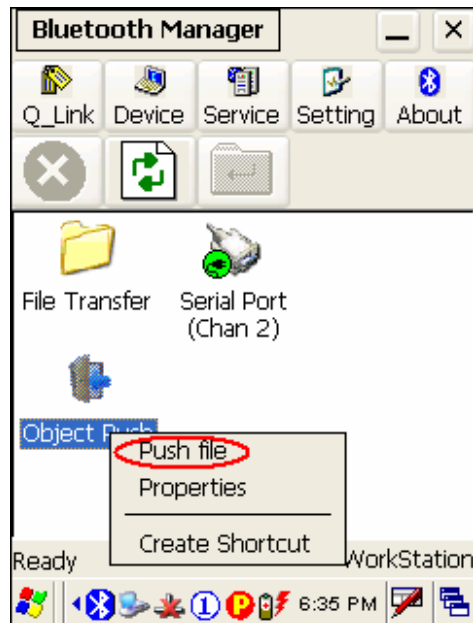 Bluetooth Manager
Q_Link Device Service Setting About
File Transfer Serial Port
(Chan 2)
Object Push
Push file
Properties
Create Shortcut
Ready WorkStation
1 P 6:35 PM